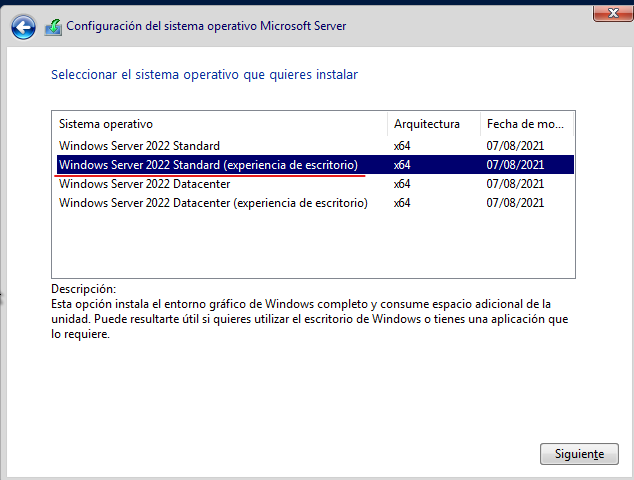 Configuración del sistema operativo Microsoft Server
Seleccionar el sistema operativo que quieres instalar
Sistema operativo Arquitectura Fecha de mo...
Windows Server 2022 Standard x64 07/08/2021
Windows Server 2022 Standard (experiencia de escritorio) x64 07/08/2021
Windows Server 2022 Datacenter x64 07/08/2021
Windows Server 2022 Datacenter (experiencia de escritorio) x64 07/08/2021
Descripción:
Esta opción instala el entorno gráfico de Windows completo y consume espacio adicional de la
unidad. Puede resultarte útil si quieres utilizar el escritorio de Windows o tienes una aplicación que
lo requiere.
Siguiente